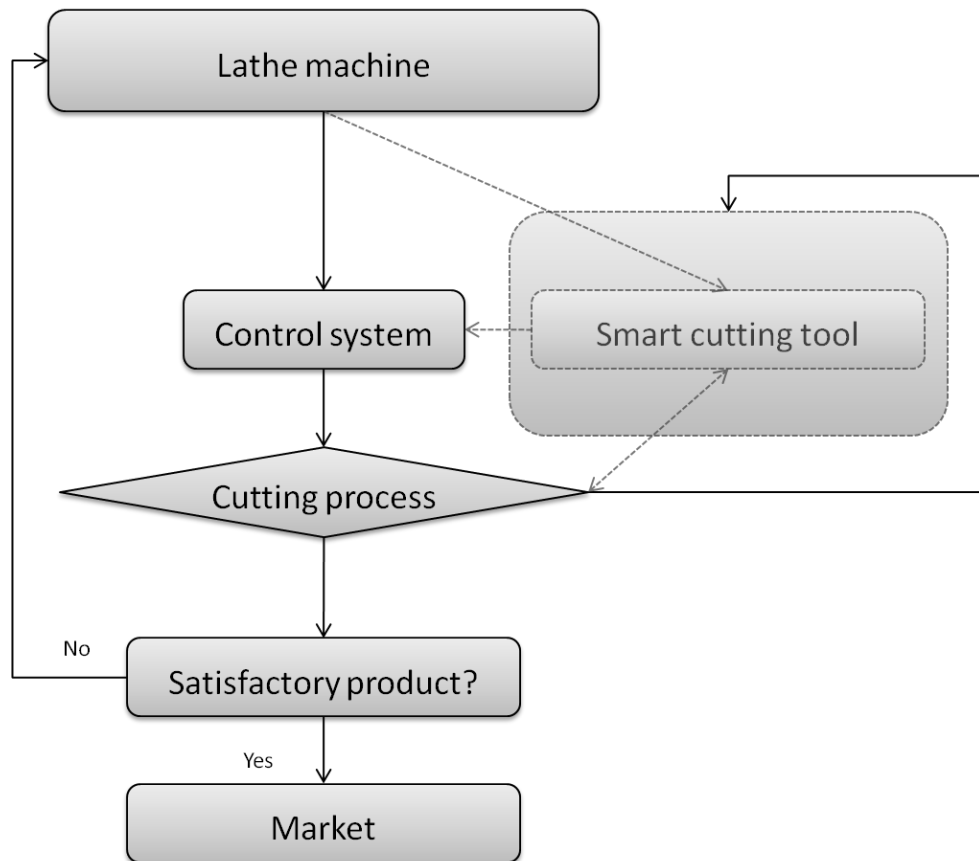 Lathe machine
Control system
Smart cutting tool
Cutting process
No
Satisfactory product?
Yes
Market